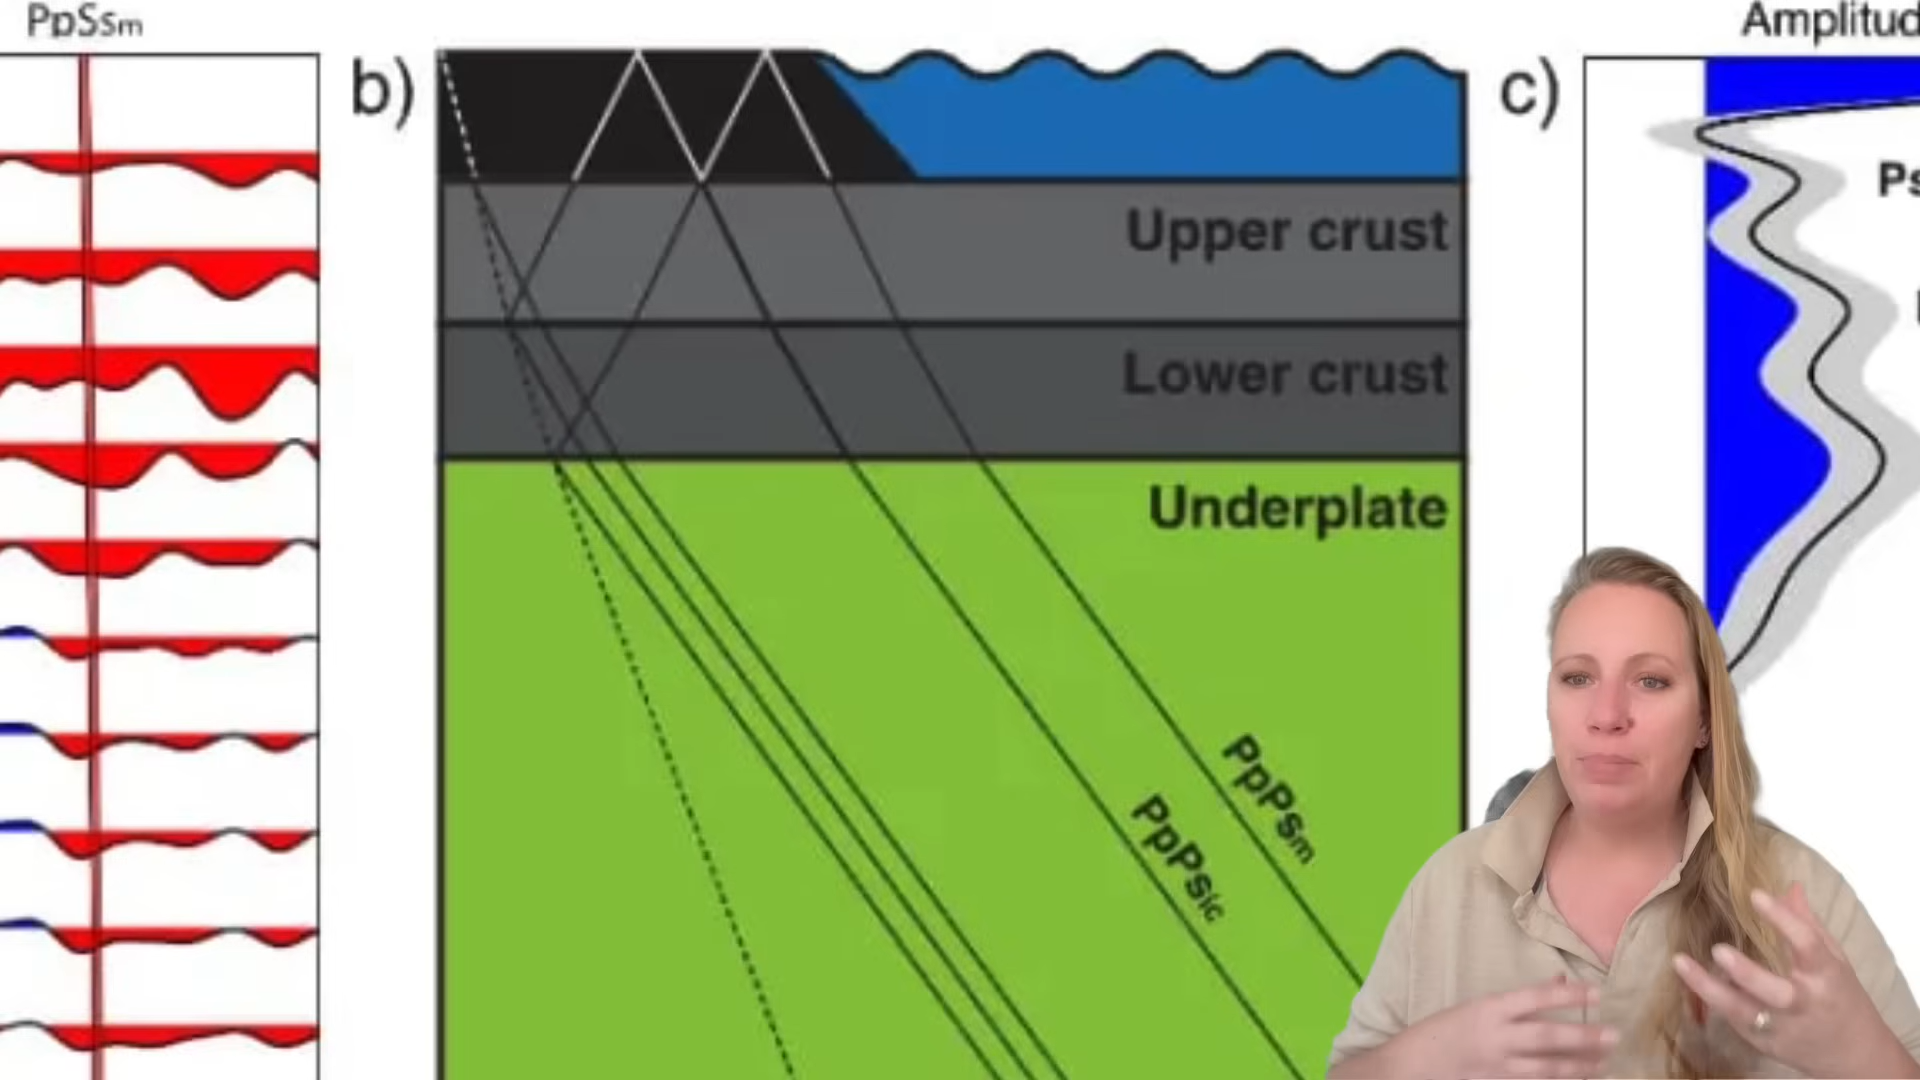 PpSsm
b)
c)
Amplitud
Ps
Upper crust
Lower crust
Underplate
PpPsm
PpPsic